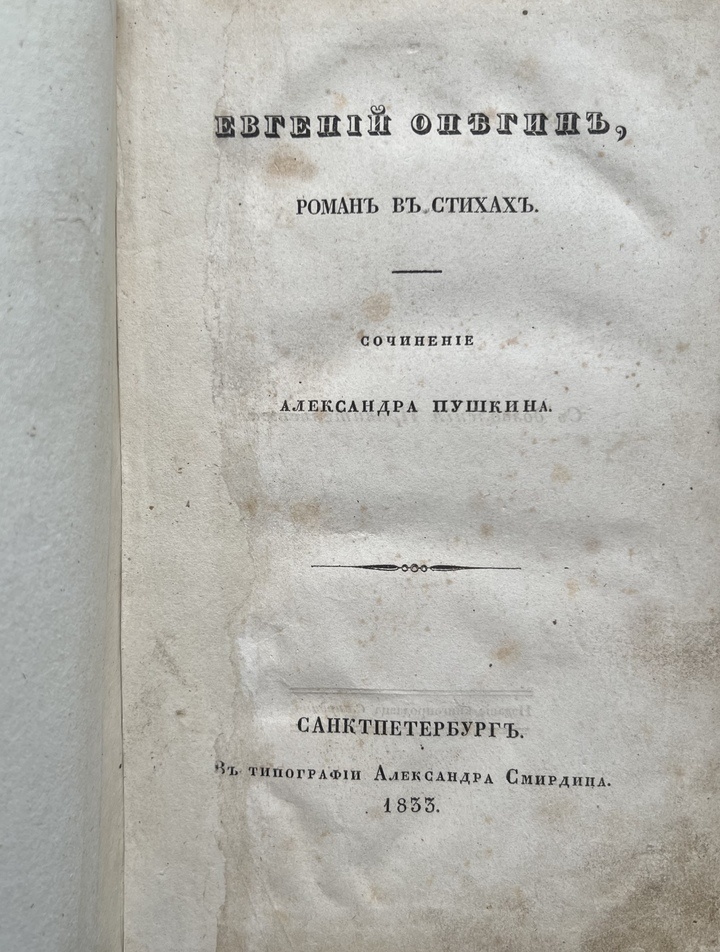 ЕВГЕНІЙ ОНѢГИНЪ,
РОМАНЪ ВЪ СТИХАХЪ.
СОЧИНЕНІЕ
АЛЕКСАНДРА ПУШКИНА.
САНКТПЕТЕРБУРГЪ.
Въ типографіи Александра Смирдина.
1833.